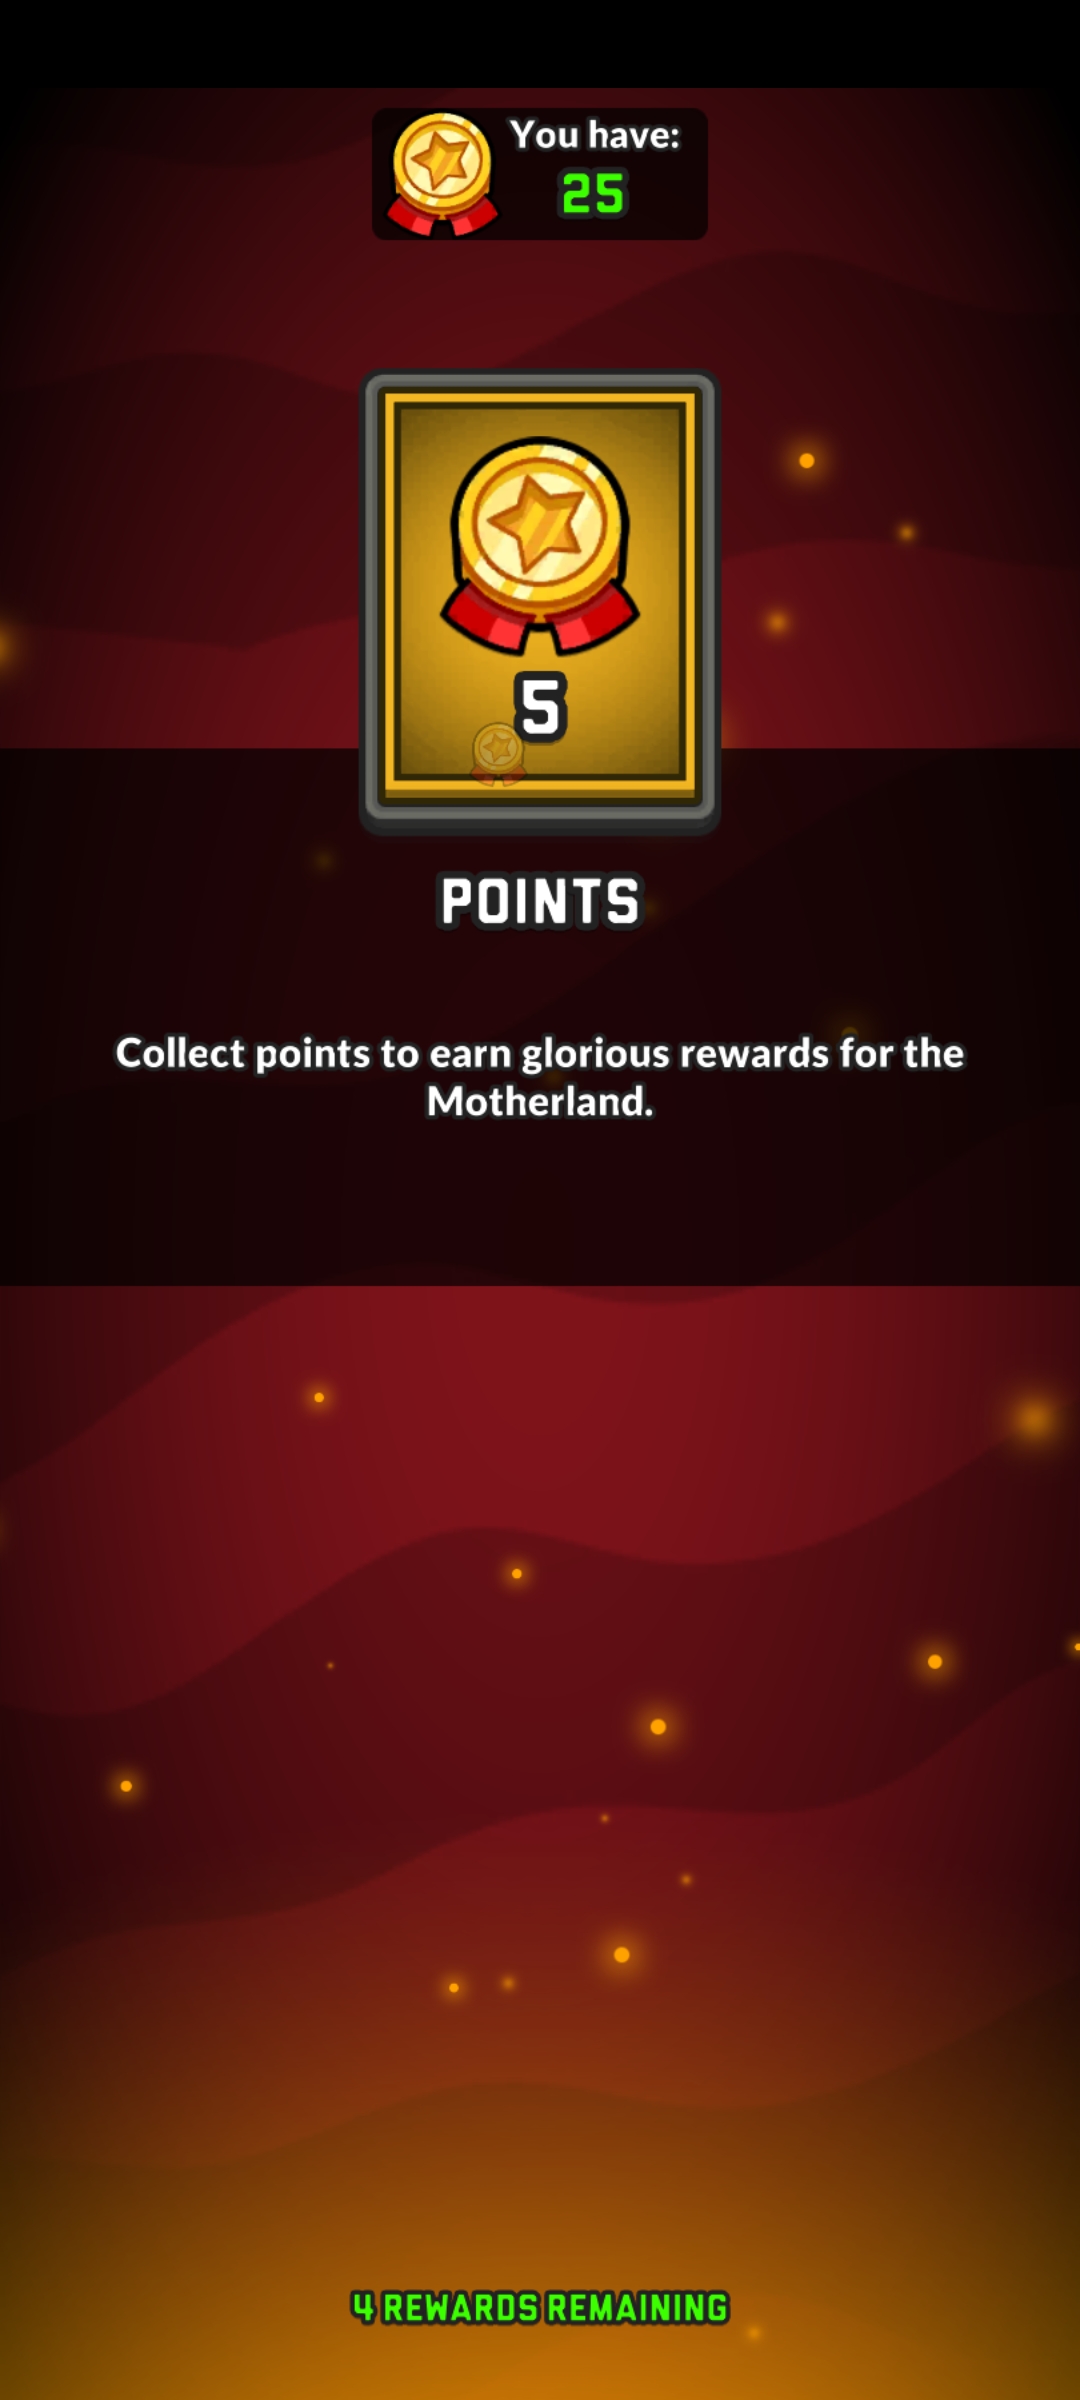 You have:
25
5
POINTS
Collect points to earn glorious rewards for the
Motherland.
4 REWARDS REMAINING